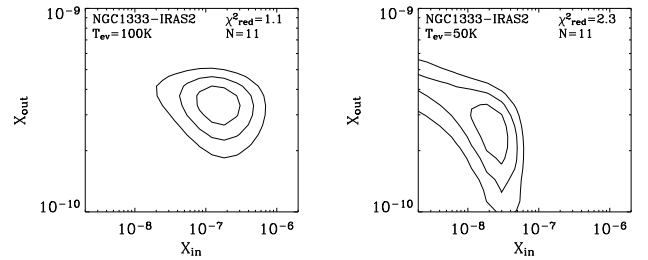 NGC1333-IRAS2 χ²red=1.1
Tev=100K N=11
10⁻⁹
Xout
10⁻¹⁰
10⁻⁸ 10⁻⁷ 10⁻⁶
Xin
NGC1333-IRAS2 χ²red=2.3
Tev=50K N=11
10⁻⁹
Xout
10⁻¹⁰
10⁻⁸ 10⁻⁷ 10⁻⁶
Xin